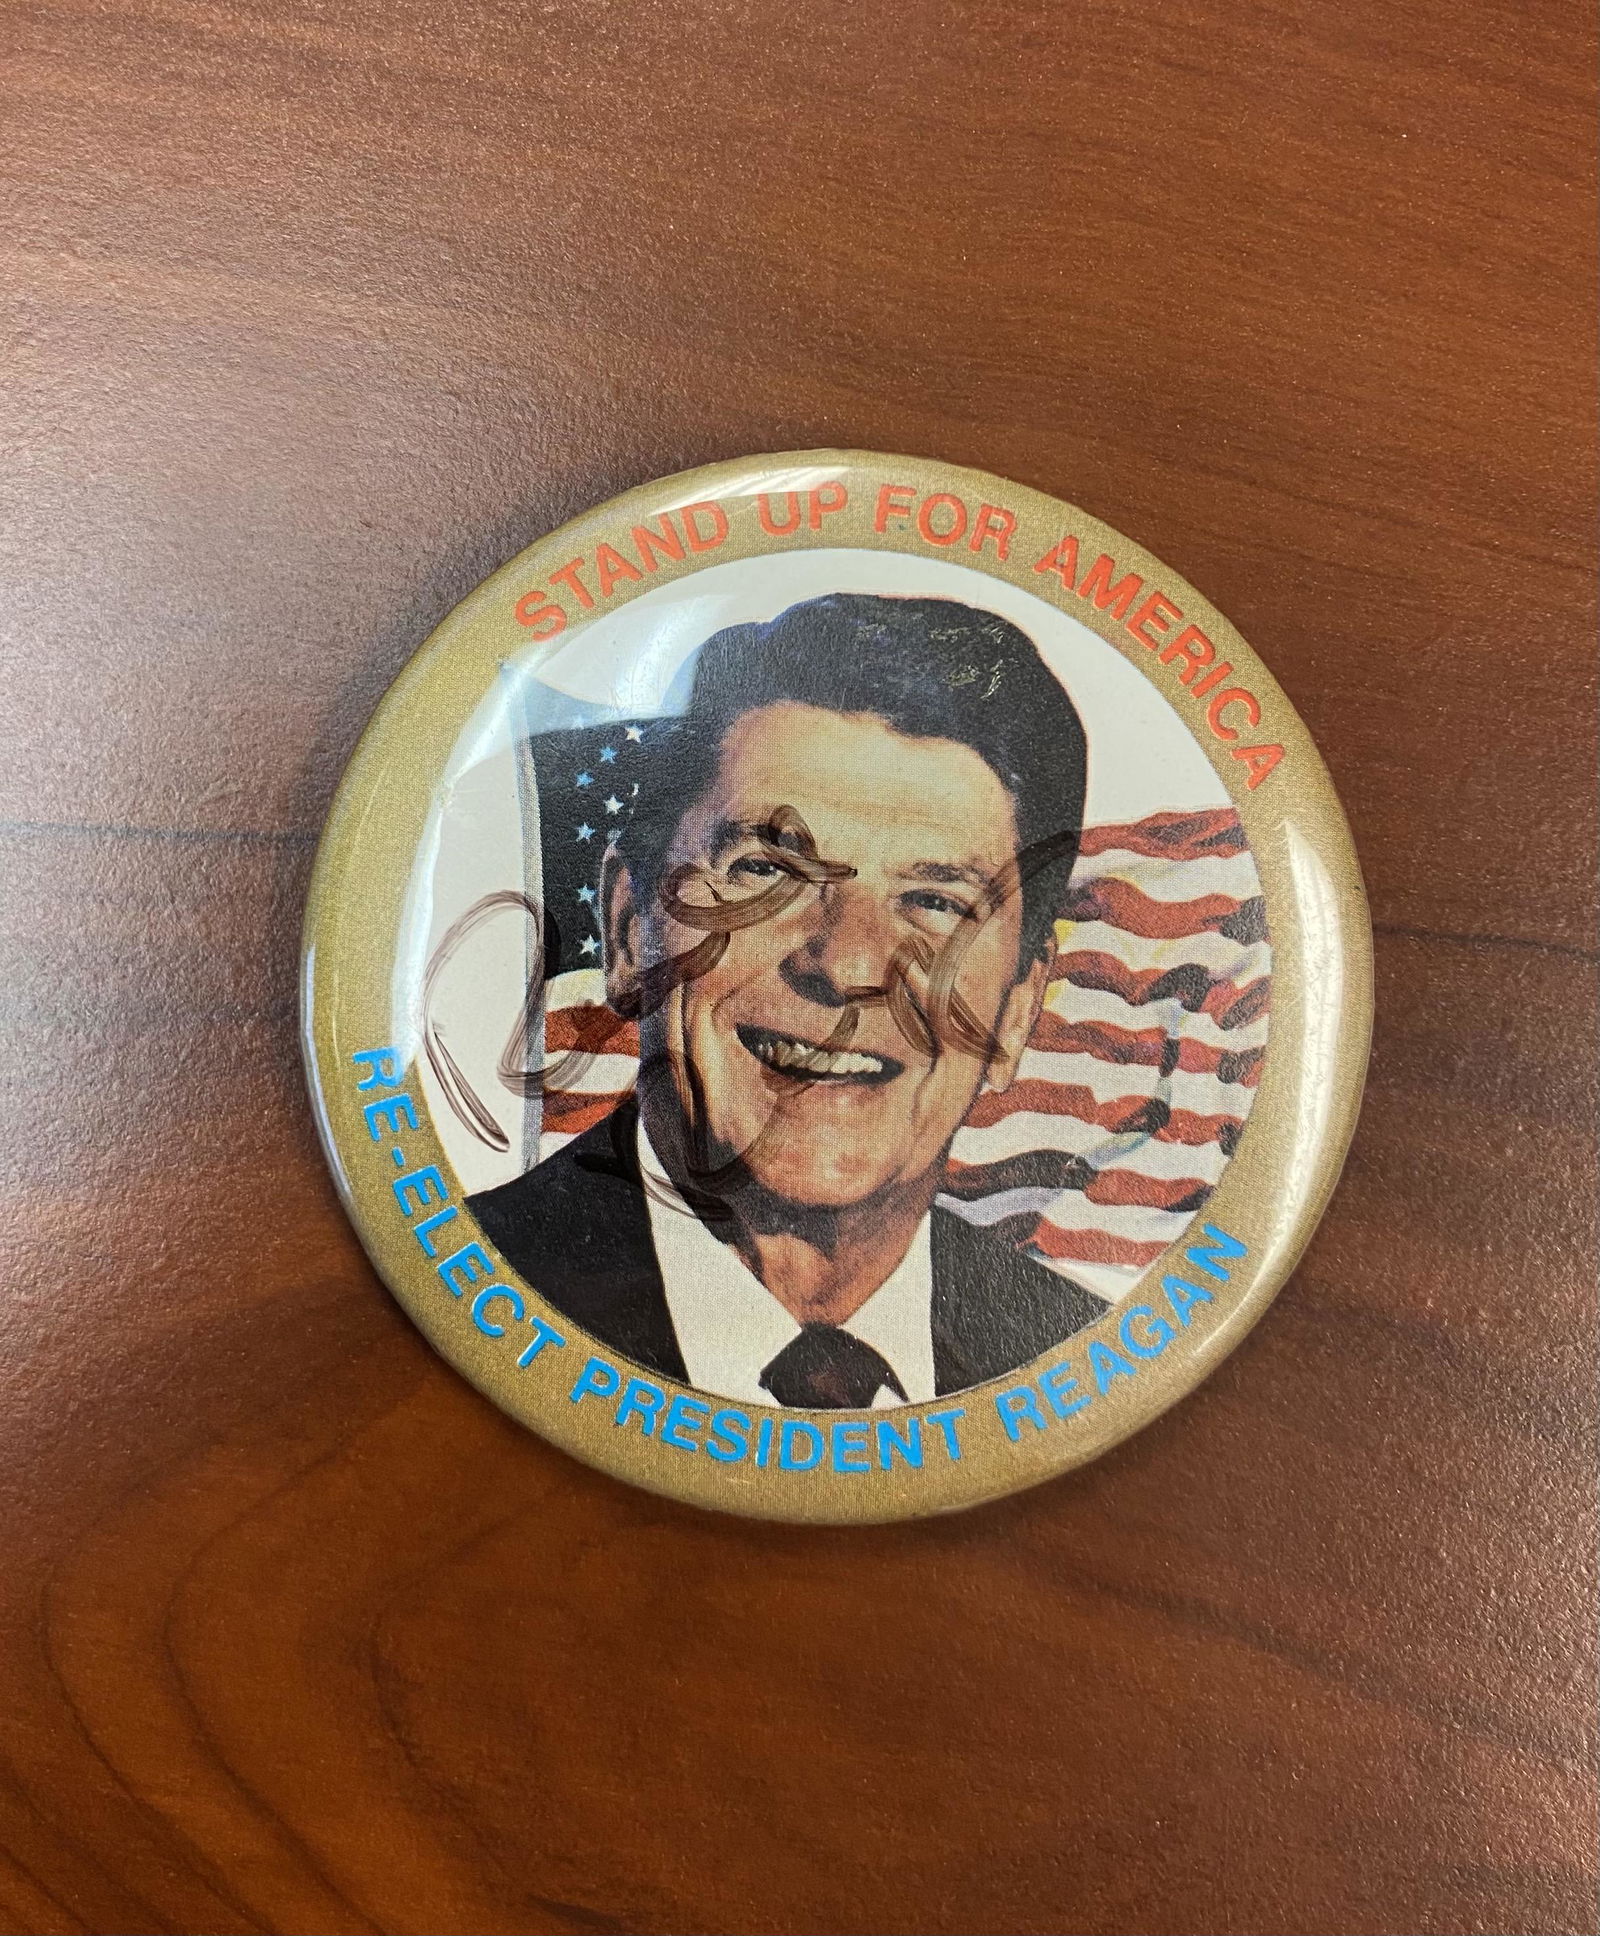 STAND UP FOR AMERICA
RE-ELECT PRESIDENT REAGAN